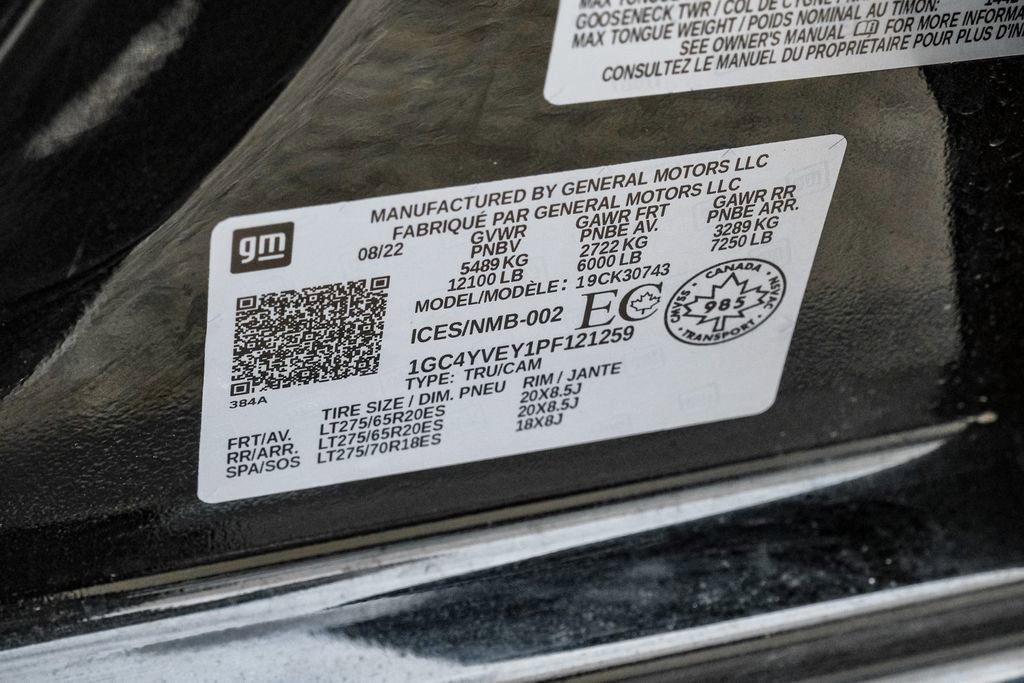 GOOSENECK TWR / COL DE CYGNE / 
MAX TONGUE WEIGHT / POIDS NOMINAL AU TIMON:
SEE OWNER'S MANUAL FOR MORE
CONSULTEZ LE MANUEL DU PROPRIÉTAIRE POUR PLUS
gm
MANUFACTURED BY GENERAL MOTORS LLC
FABRIQUÉ PAR GENERAL MOTORS LLC
08/22 GVWR GAWR FRT GAWR RR
PNBV PNBE AV. PNBE ARR.
5489 KG 2722 KG 3289 KG
12100 LB 6000 LB 7250 LB
MODEL/MODÈLE: 19CK30743
ICES/NMB-002 EC
CANADA
985
TRANSPORT
1GC4YVEY1PF121259
TYPE: TRU/CAM
384A
TIRE SIZE / DIM. PNEU RIM / JANTE
FRT/AV. LT275/65R20ES 20X8.5J
RR/ARR. LT275/65R20ES 20X8.5J
SPA/SOS LT275/70R18ES 18X8J